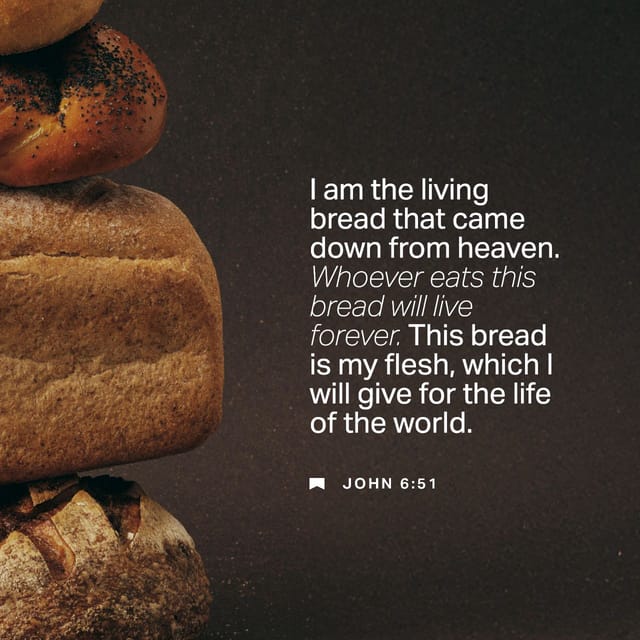 I am the living
bread that came
down from heaven.
Whoever eats this
bread will live
forever. This bread
is my flesh, which I
will give for the life
of the world.
JOHN 6:51